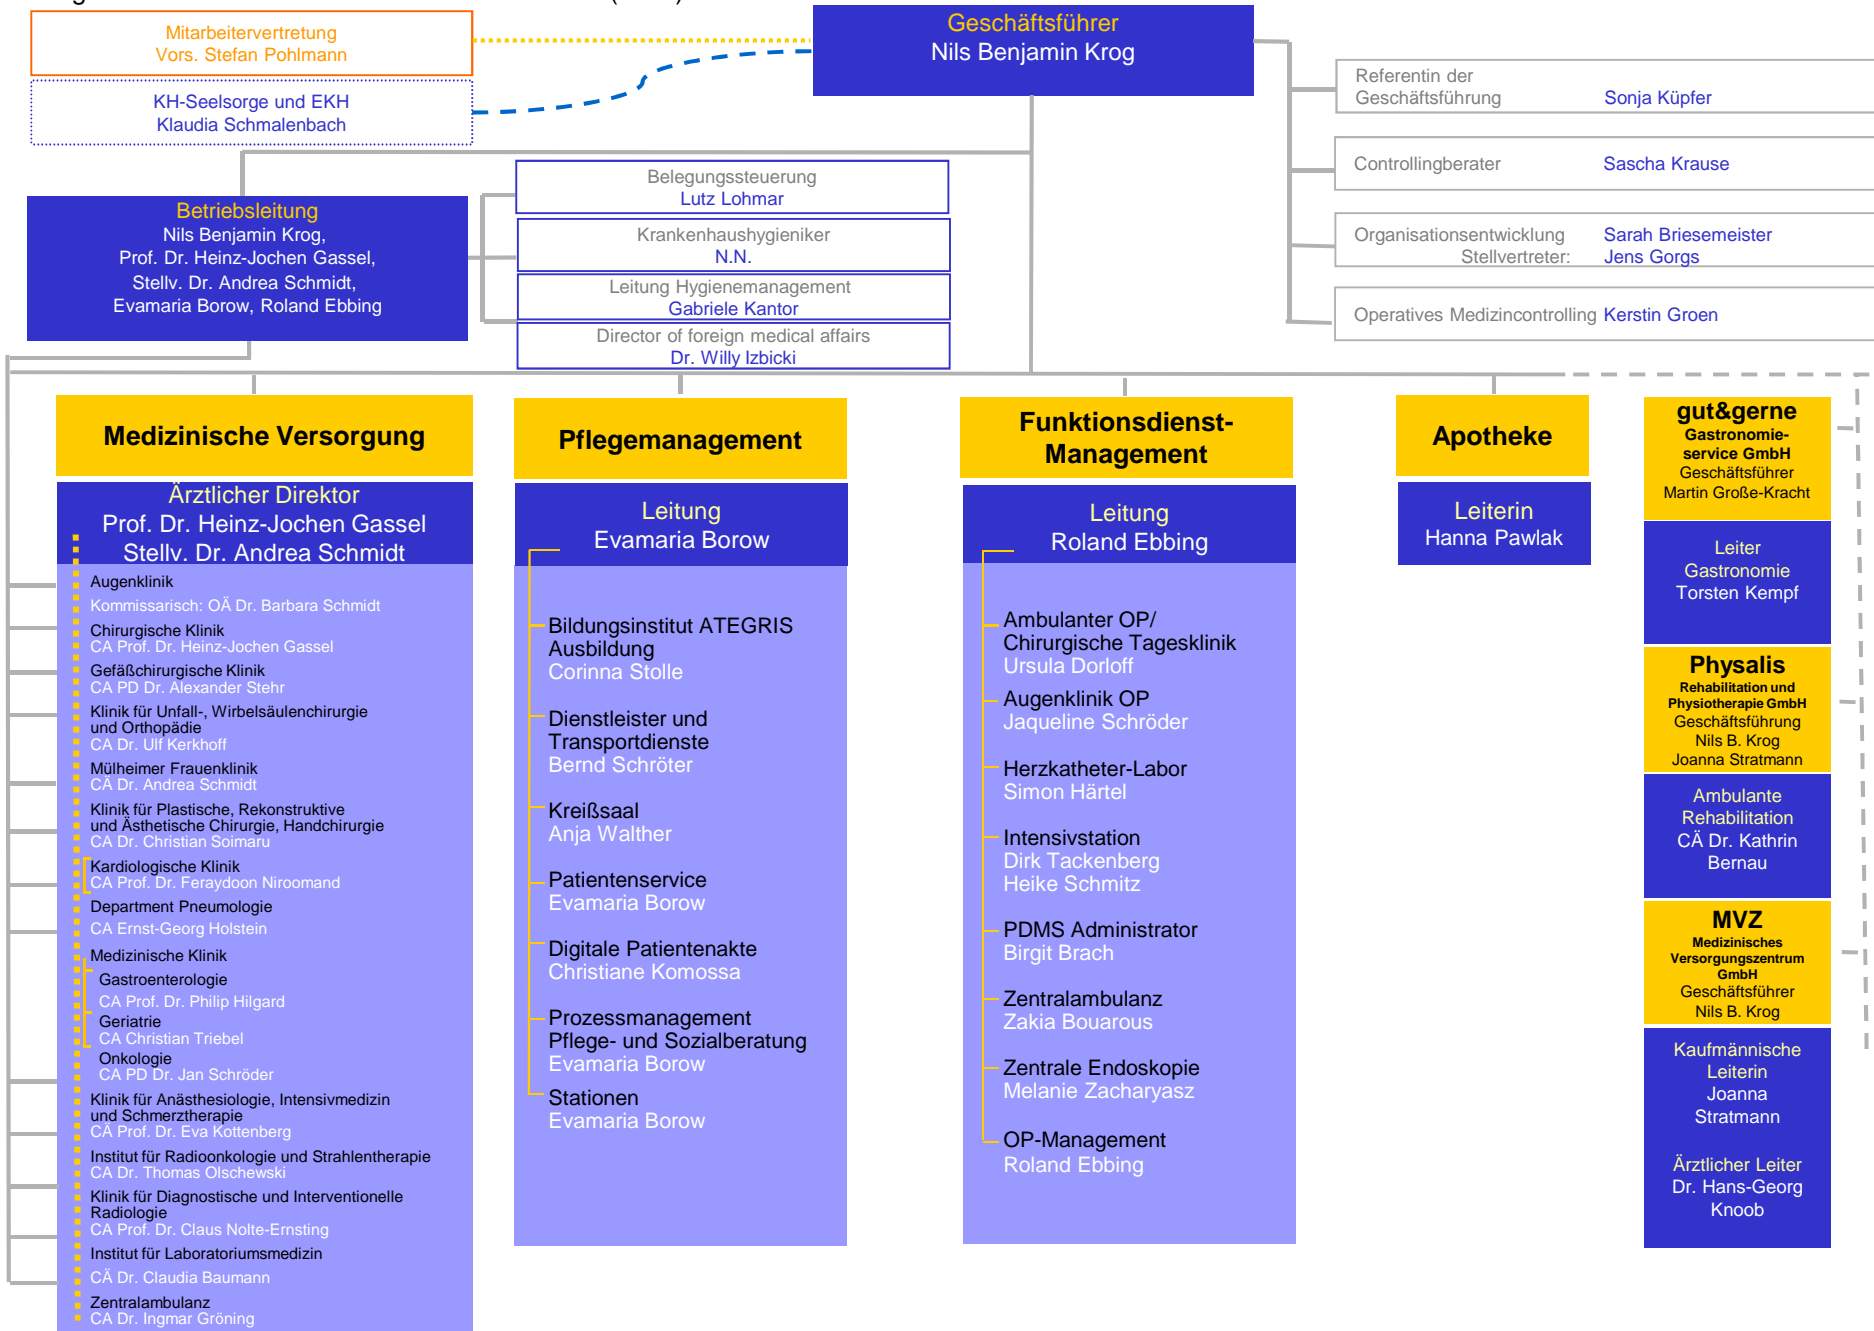 Mitarbeitervertretung
Vors. Stefan Pohlmann
KH-Seelsorge und EKH
Klaudia Schmalenbach
Geschäftsführer
Nils Benjamin Krog
Referentin der
Geschäftsführung Sonja Küpfer
Controllingberater Sascha Krause
Organisationsentwicklung Sarah Briesemeister
Stellvertreter: Jens Gorgs
Operatives Medizincontrolling Kerstin Groen
Betriebsleitung
Nils Benjamin Krog,
Prof. Dr. Heinz-Jochen Gassel,
Stellv. Dr. Andrea Schmidt,
Evamaria Borow, Roland Ebbing
Belegungssteuerung
Lutz Lohmar
Krankenhaushygieniker
N.N.
Leitung Hygienemanagement
Gabriele Kantor
Director of foreign medical affairs
Dr. Willy Izbicki
Medizinische Versorgung
Ärztlicher Direktor
Prof. Dr. Heinz-Jochen Gassel
Stellv. Dr. Andrea Schmidt
Augenklinik
Kommissarisch: OÄ Dr. Barbara Schmidt
Chirurgische Klinik
CA Prof. Dr. Heinz-Jochen Gassel
Gefäßchirurgische Klinik
CA PD Dr. Alexander Stehr
Klinik für Unfall-, Wirbelsäulenchirurgie
und Orthopädie
CA Dr. Ulf Kerkhoff
Mülheimer Frauenklinik
CÄ Dr. Andrea Schmidt
Klinik für Plastische, Rekonstruktive
und Ästhetische Chirurgie, Handchirurgie
CA Dr. Christian Soimaru
Kardiologische Klinik
CA Prof. Dr. Feraydoon Niroomand
Department Pneumologie
CA Ernst-Georg Holstein
Medizinische Klinik
Gastroenterologie
CA Prof. Dr. Philip Hilgard
Geriatrie
CA Christian Triebel
Onkologie
CA PD Dr. Jan Schröder
Klinik für Anästhesiologie, Intensivmedizin
und Schmerztherapie
CÄ Prof. Dr. Eva Kottenberg
Institut für Radioonkologie und Strahlentherapie
CA Dr. Thomas Olschewski
Klinik für Diagnostische und Interventionelle
Radiologie
CA Prof. Dr. Claus Nolte-Ernsting
Institut für Laboratoriumsmedizin
CÄ Dr. Claudia Baumann
Zentralambulanz
CA Dr. Ingmar Gröning
Pflegemanagement
Leitung
Evamaria Borow
Bildungsinstitut ATEGRIS
Ausbildung
Corinna Stolle
Dienstleister und
Transportdienste
Bernd Schröter
Kreißsaal
Anja Walther
Patientenservice
Evamaria Borow
Digitale Patientenakte
Christiane Komossa
Prozessmanagement
Pflege- und Sozialberatung
Evamaria Borow
Stationen
Evamaria Borow
Funktionsdienst-
Management
Leitung
Roland Ebbing
Ambulanter OP/
Chirurgische Tagesklinik
Ursula Dorloff
Augenklinik OP
Jaqueline Schröder
Herzkatheter-Labor
Simon Härtel
Intensivstation
Dirk Tackenberg
Heike Schmitz
PDMS Administrator
Birgit Brach
Zentralambulanz
Zakia Bouarous
Zentrale Endoskopie
Melanie Zacharyasz
OP-Management
Roland Ebbing
Apotheke
Leiterin
Hanna Pawlak
gut&gerne
Gastronomie-
service GmbH
Geschäftsführer
Martin Große-Kracht
Leiter
Gastronomie
Torsten Kempf
Physalis
Rehabilitation und
Physiotherapie GmbH
Geschäftsführung
Nils B. Krog
Joanna Stratmann
Ambulante
Rehabilitation
CÄ Dr. Kathrin
Bernau
MVZ
Medizinisches
Versorgungszentrum
GmbH
Geschäftsführer
Nils B. Krog
Kaufmännische
Leiterin
Joanna
Stratmann
Ärztlicher Leiter
Dr. Hans-Georg
Knoob